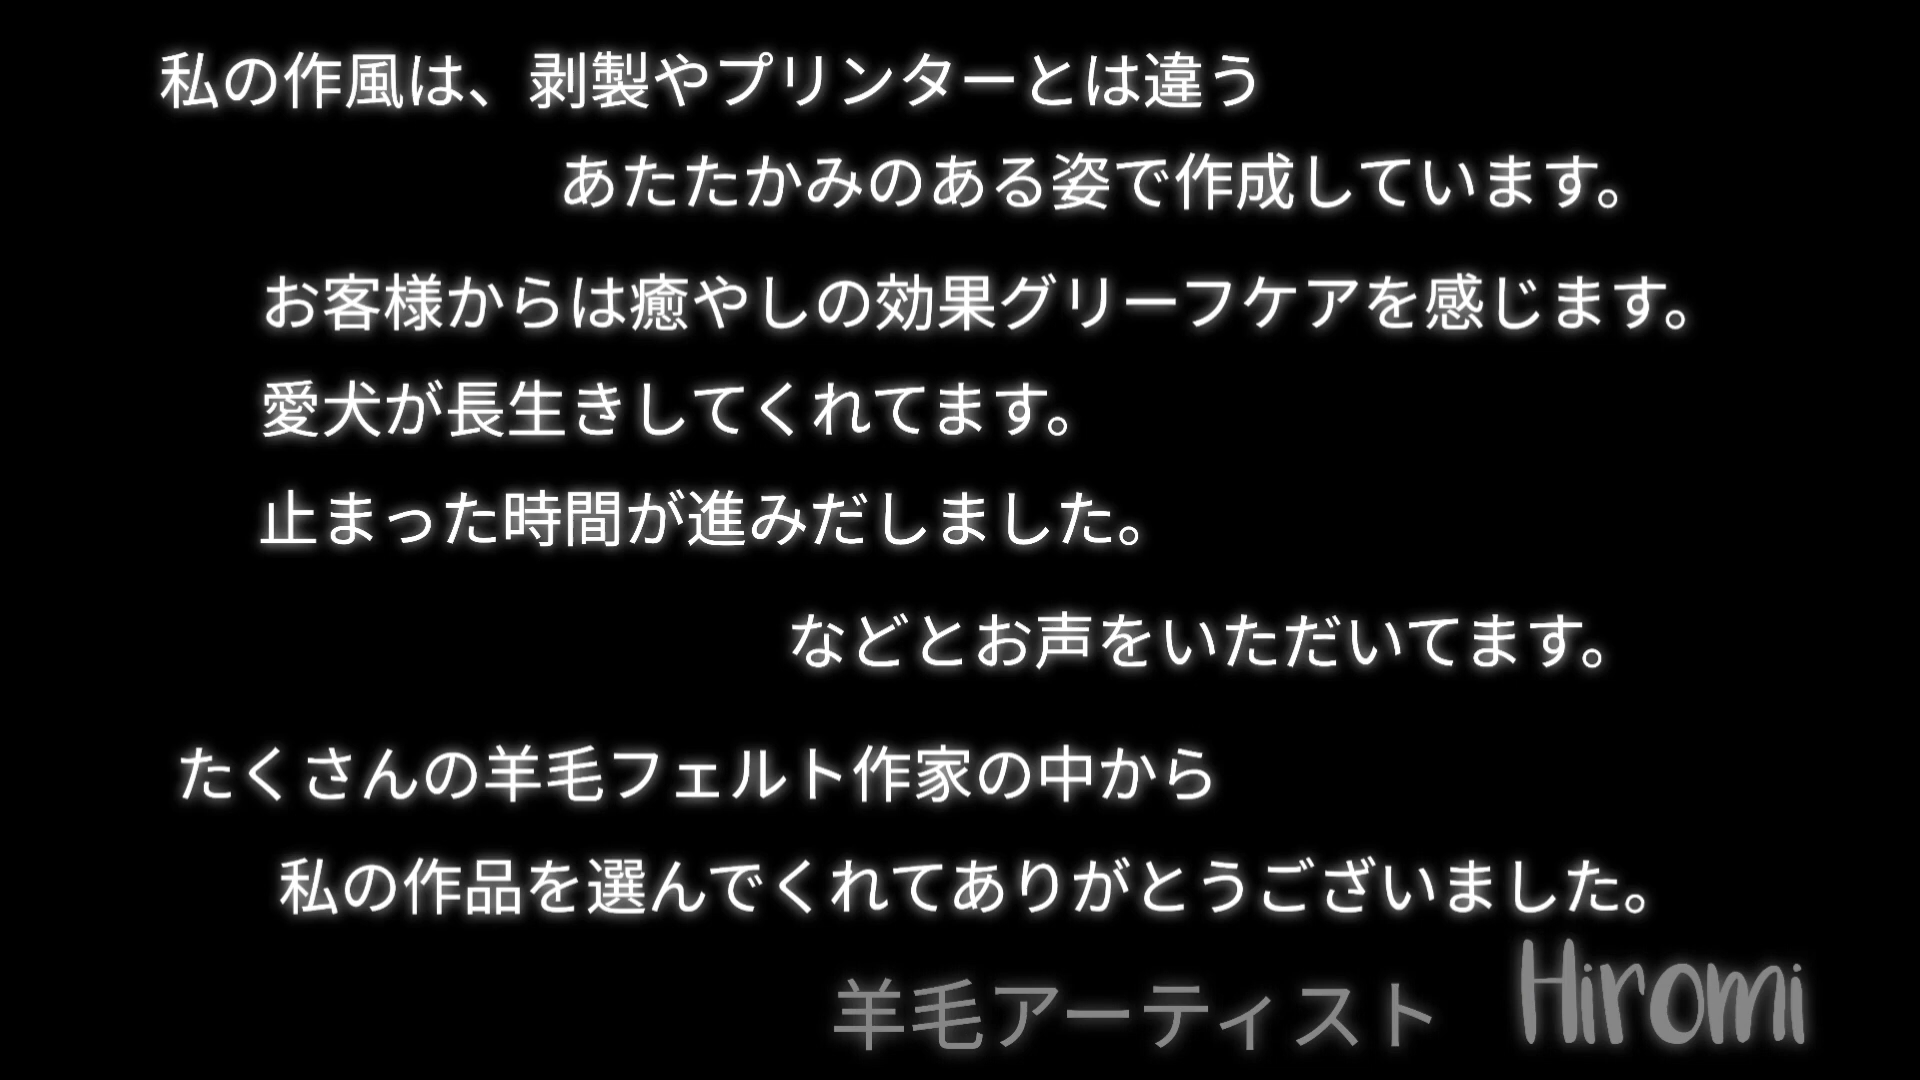 私の作風は、剥製やプリンターとは違う
あたたかみのある姿で作成しています。
お客様からは癒やしの効果グリーフケアを感じます。
愛犬が長生きしてくれてます。
止まった時間が進みだしました。
などとお声をいただいてます。
たくさんの羊毛フェルト作家の中から
私の作品を選んでくれてありがとうございました。
羊毛アーティスト Hiromi